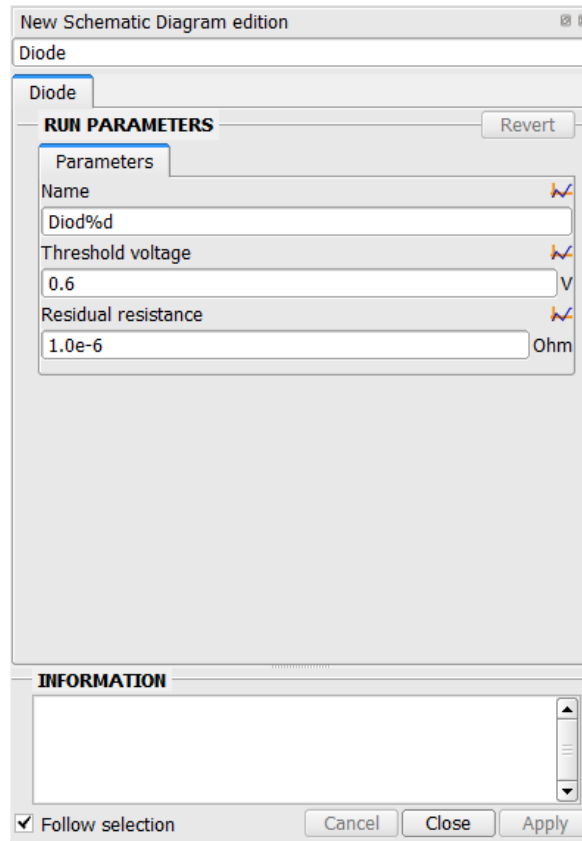 New Schematic Diagram edition
Diode
Diode
RUN PARAMETERS Revert
Parameters
Name
Diod%d
Threshold voltage
0.6 V
Residual resistance
1.0e-6 Ohm
INFORMATION
Follow selection Cancel Close Apply